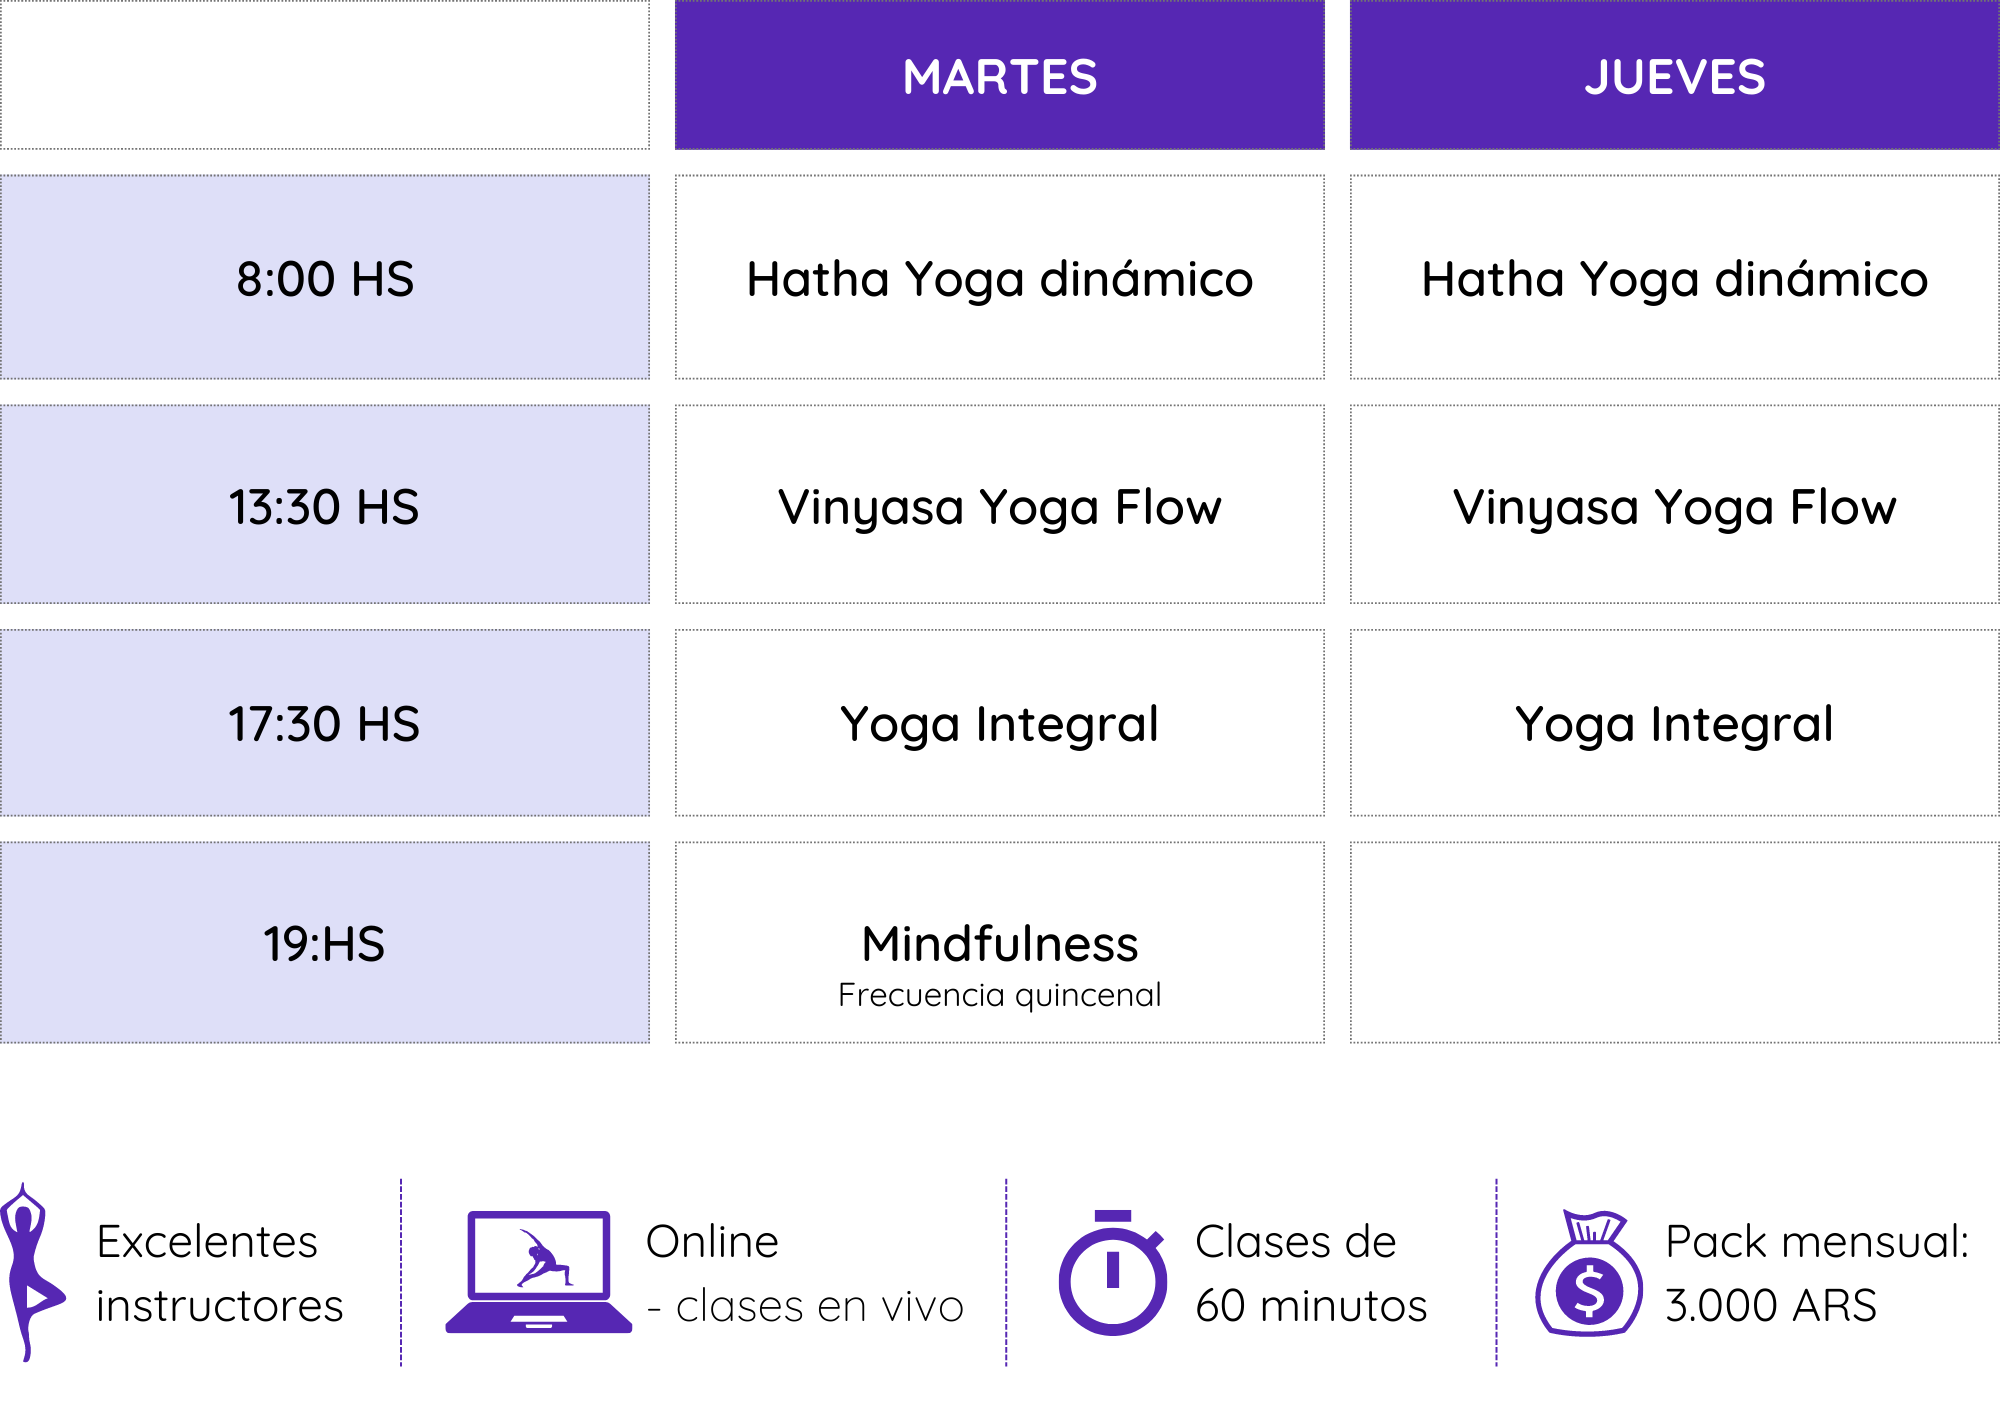 MARTES
JUEVES
8:00 HS
Hatha Yoga dinámico
Hatha Yoga dinámico
13:30 HS
Vinyasa Yoga Flow
Vinyasa Yoga Flow
17:30 HS
Yoga Integral
Yoga Integral
19:HS
Mindfulness
Frecuencia quincenal
Excelentes
instructores
Online
- clases en vivo
Clases de
60 minutos
$
Pack mensual:
3.000 ARS